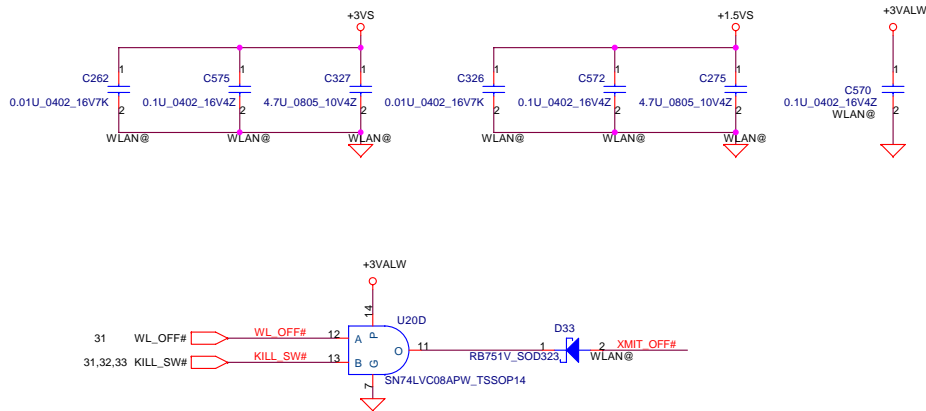 +3VS
+1.5VS
+3VALW
C262
1
0.01U_0402_16V7K
2
WLAN@
C575
1
0.1U_0402_16V4Z
2
WLAN@
C327
1
4.7U_0805_10V4Z
2
WLAN@
C326
1
0.01U_0402_16V7K
2
WLAN@
C572
1
0.1U_0402_16V4Z
2
WLAN@
C275
1
4.7U_0805_10V4Z
2
WLAN@
1
C570
0.1U_0402_16V4Z
WLAN@
2
+3VALW
14
U20D
31 WL_OFF# WL_OFF# 12 A P
31,32,33 KILL_SW# KILL_SW# 13 B G
O 11
7
SN74LVC08APW_TSSOP14
D33
1 2 XMIT_OFF#
RB751V_SOD323 WLAN@